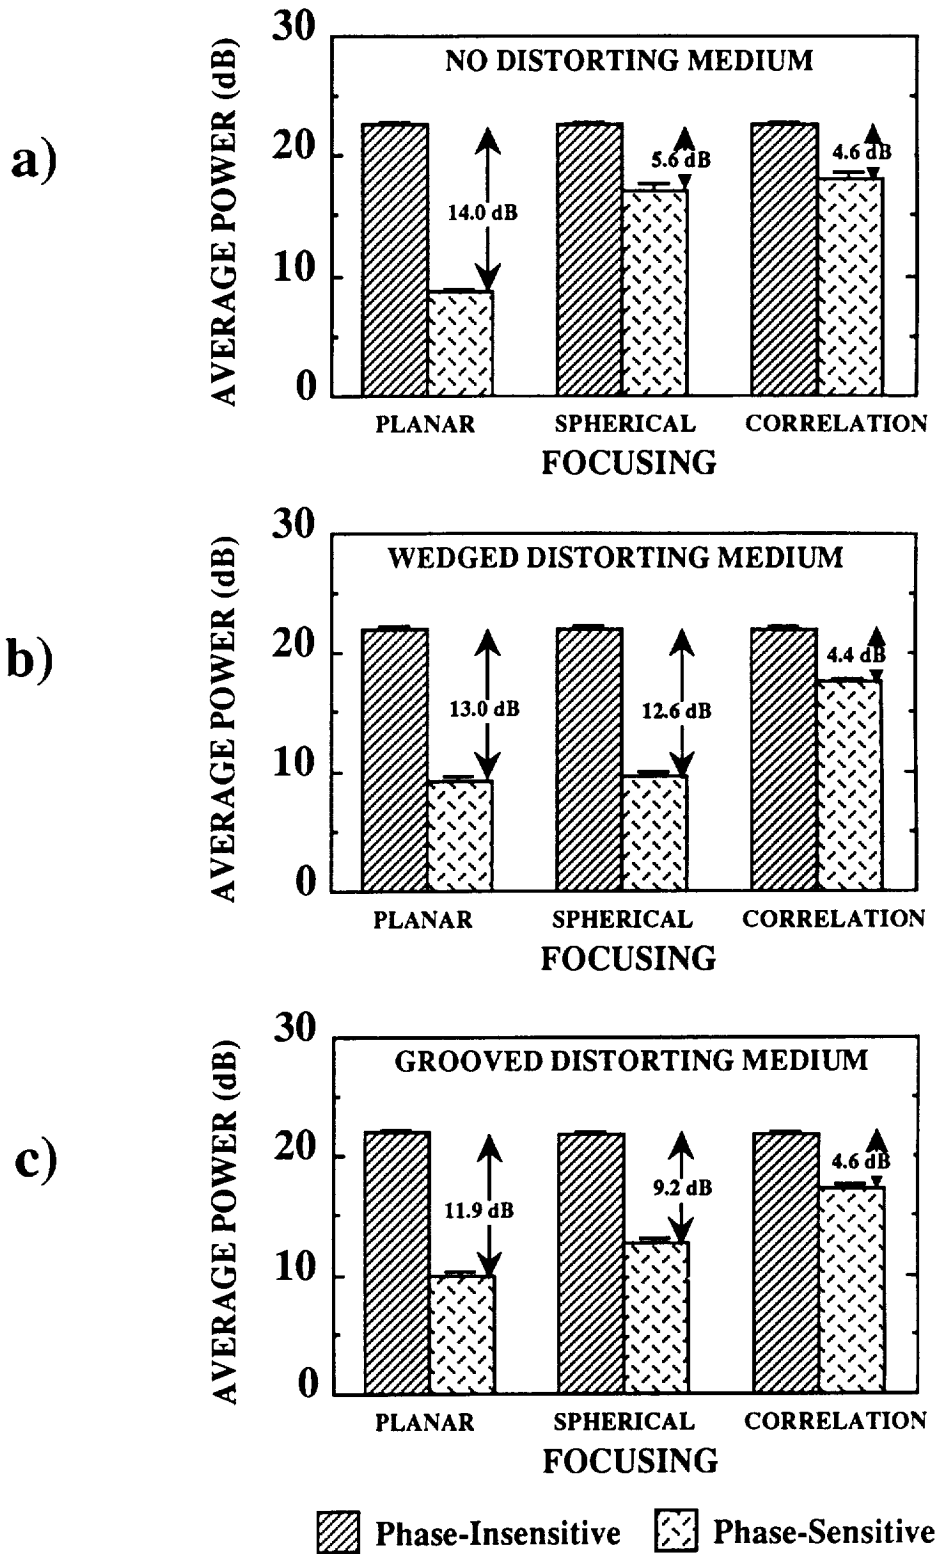 a)
AVERAGE POWER (dB)
30
20
10
0
NO DISTORTING MEDIUM
14.0 dB
5.6 dB
4.6 dB
PLANAR SPHERICAL CORRELATION
FOCUSING
b)
AVERAGE POWER (dB)
30
20
10
0
WEDGED DISTORTING MEDIUM
13.0 dB
12.6 dB
4.4 dB
PLANAR SPHERICAL CORRELATION
FOCUSING
c)
AVERAGE POWER (dB)
30
20
10
0
GROOVED DISTORTING MEDIUM
11.9 dB
9.2 dB
4.6 dB
PLANAR SPHERICAL CORRELATION
FOCUSING
Phase-Insensitive Phase-Sensitive